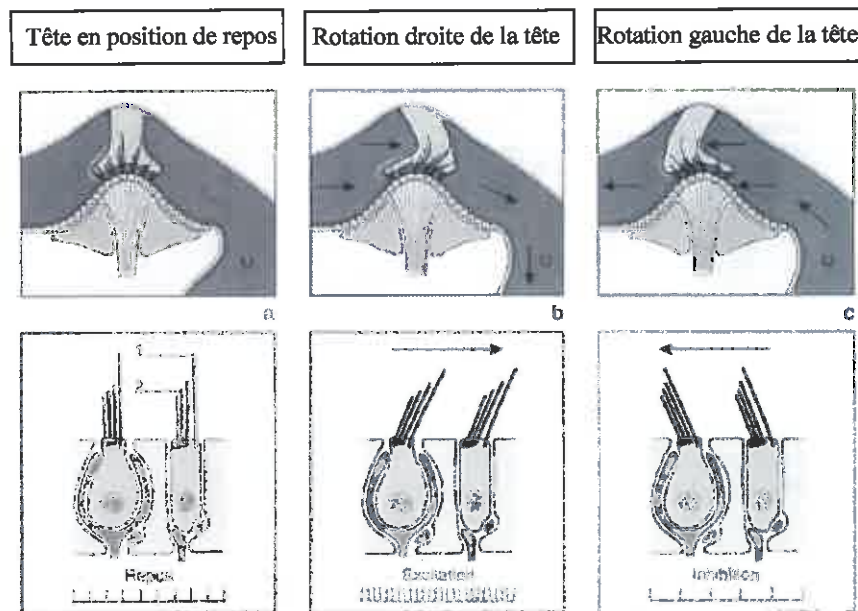 Tête en position de repos
Rotation droite de la tête
Rotation gauche de la tête
U
U
U
a
b
c
1
2
Repos
Excitation
Inhibition